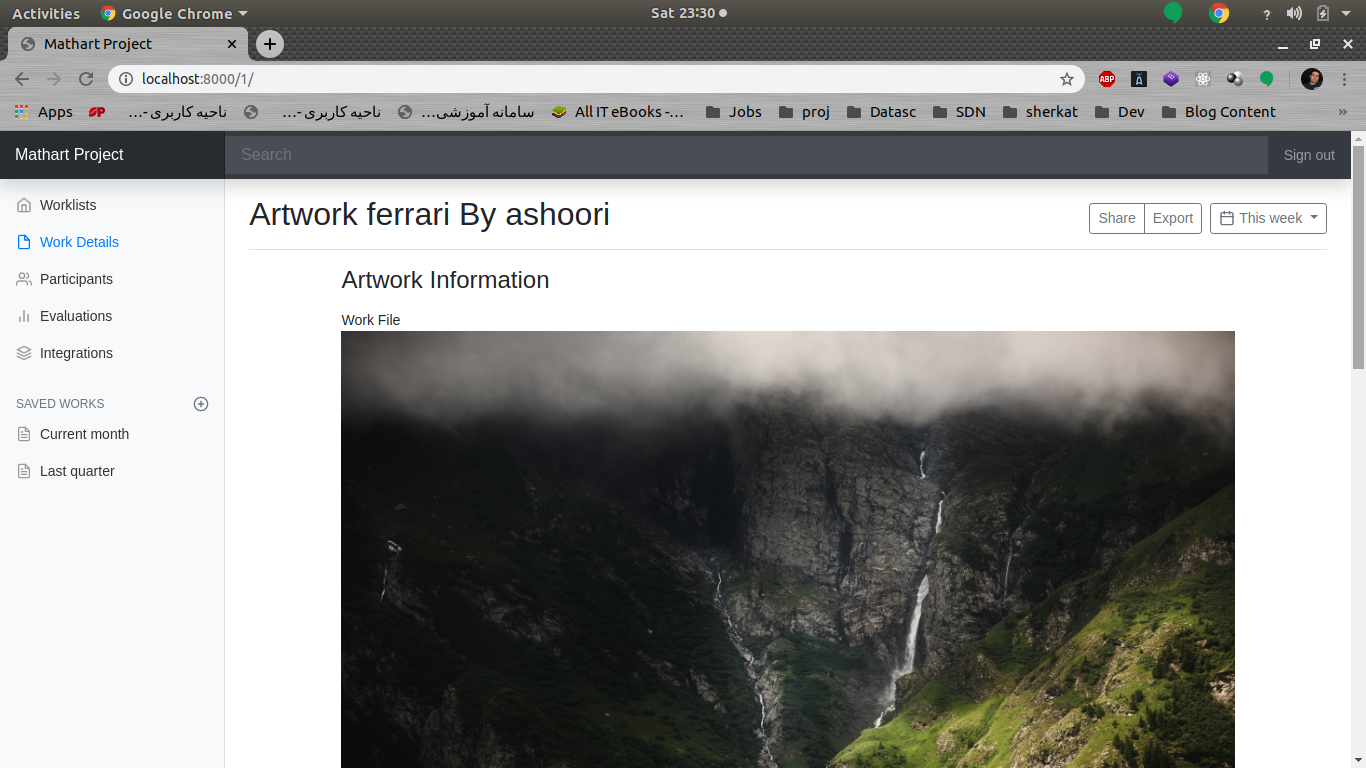 Activities Google Chrome Sat 23:30 ?
Mathart Project
localhost:8000/1/ ABP
Apps ناحیه کاربری -... ناحیه کاربری -... سامانه آموزشی... All IT eBooks -... Jobs proj Datasc SDN sherkat Dev Blog Content »
Mathart Project Search Sign out
Worklists
Work Details
Participants
Evaluations
Integrations
SAVED WORKS
Current month
Last quarter
Artwork ferrari By ashoori
Share Export This week
Artwork Information
Work File